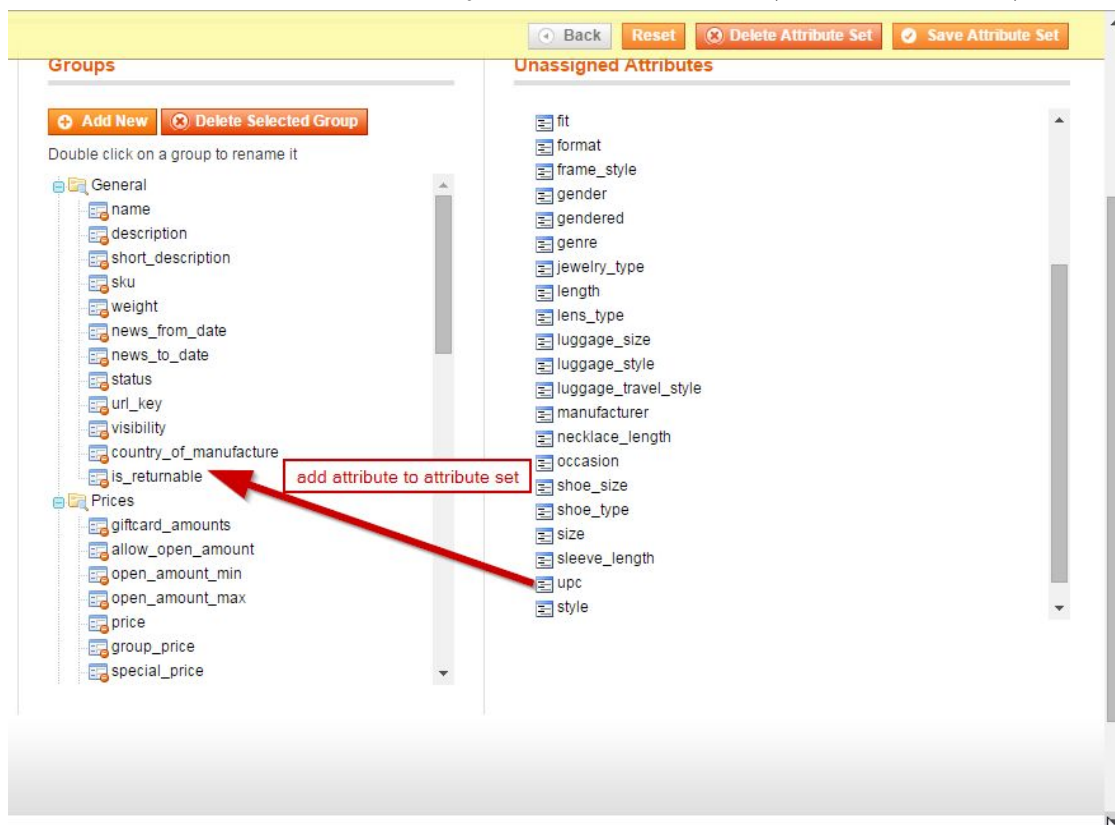 Back Reset Delete Attribute Set Save Attribute Set
Groups
Add New Delete Selected Group
Double click on a group to rename it
General
name
description
short_description
sku
weight
news_from_date
news_to_date
status
url_key
visibility
country_of_manufacture
is_returnable
Prices
giftcard_amounts
allow_open_amount
open_amount_min
open_amount_max
price
group_price
special_price
add attribute to attribute set
Unassigned Attributes
fit
format
frame_style
gender
gendered
genre
jewelry_type
length
lens_type
luggage_size
luggage_style
luggage_travel_style
manufacturer
necklace_length
occasion
shoe_size
shoe_type
size
sleeve_length
upc
style